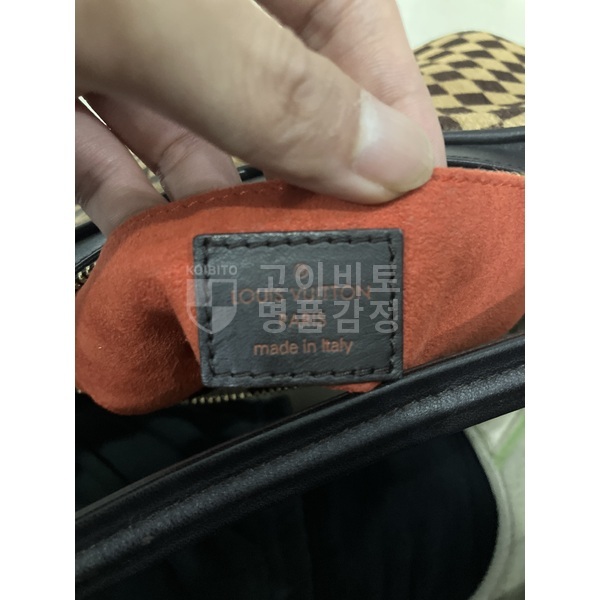 KOIBITO
고이비토
명품감정
®
LOUIS VUITTON
PARIS
made in Italy